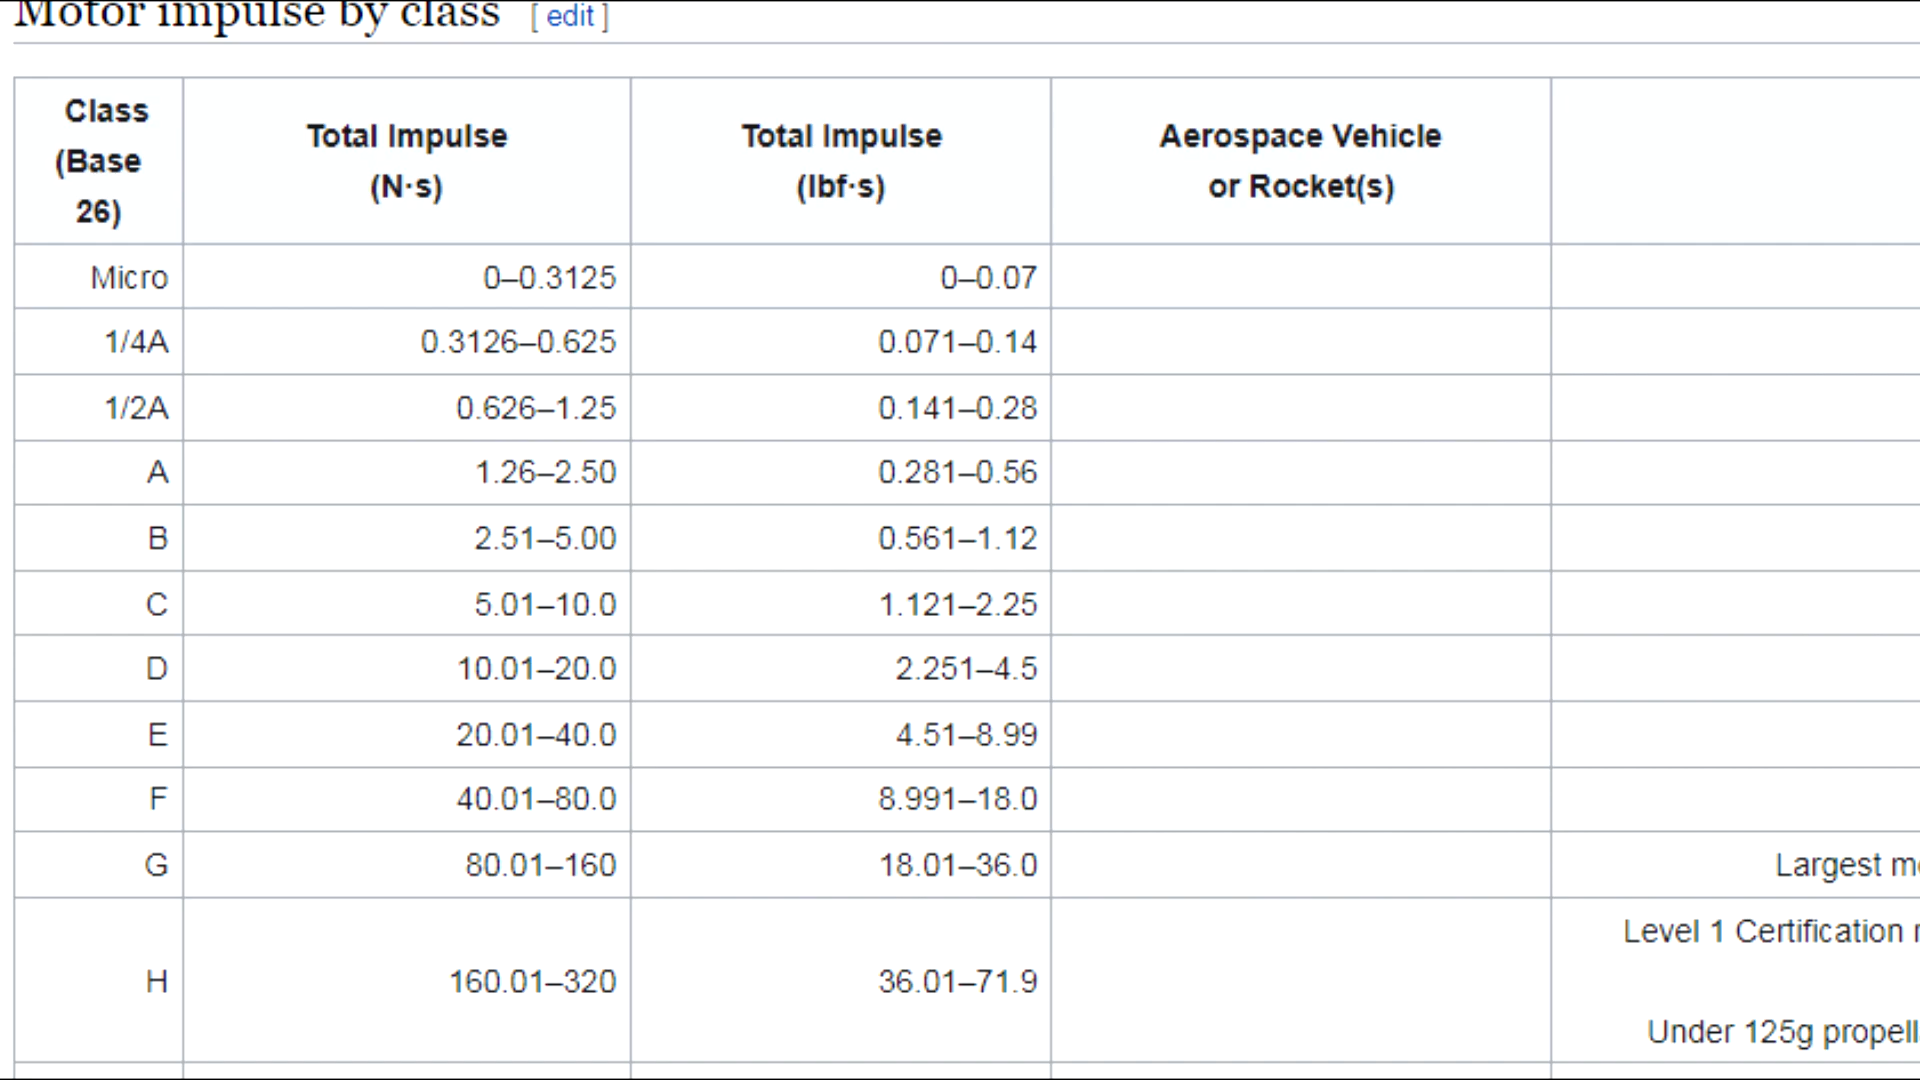 Motor impulse by class [ edit ]
Class
(Base
26)
Total Impulse
(N·s)
Total Impulse
(lbf·s)
Aerospace Vehicle
or Rocket(s)
Micro 0–0.3125 0–0.07
1/4A 0.3126–0.625 0.071–0.14
1/2A 0.626–1.25 0.141–0.28
A 1.26–2.50 0.281–0.56
B 2.51–5.00 0.561–1.12
C 5.01–10.0 1.121–2.25
D 10.01–20.0 2.251–4.5
E 20.01–40.0 4.51–8.99
F 40.01–80.0 8.991–18.0
G 80.01–160 18.01–36.0 Largest
H 160.01–320 36.01–71.9
Level 1 Certification
Under 125g